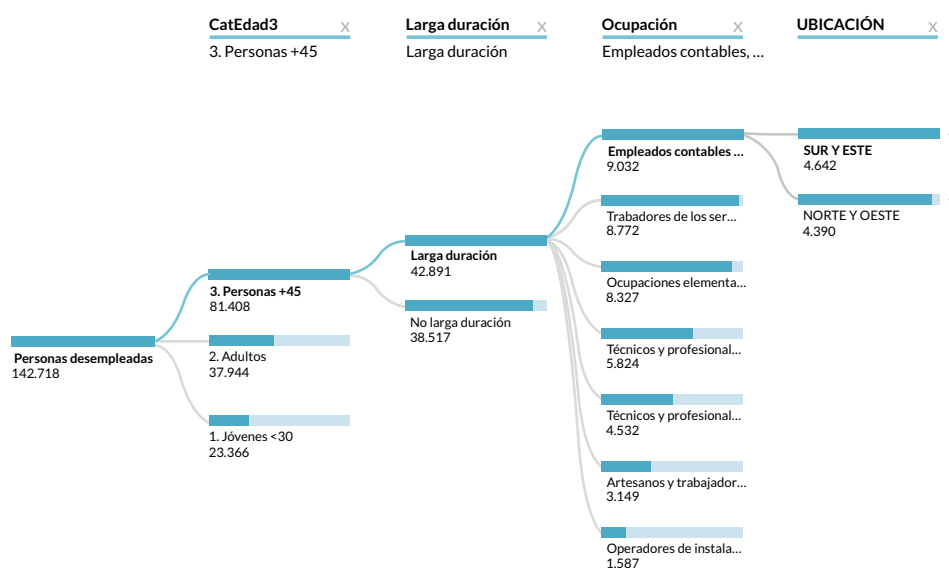 CatEdad3 X
3. Personas +45
Larga duración X
Larga duración
Ocupación X
Empleados contables, ...
UBICACIÓN X
Personas desempleadas
142.718
3. Personas +45
81.408
2. Adultos
37.944
1. Jóvenes <30
23.366
Larga duración
42.891
No larga duración
38.517
Empleados contables ...
9.032
Trabadores de los ser...
8.772
Ocupaciones elementa...
8.327
Técnicos y profesional...
5.824
Técnicos y profesional...
4.532
Artesanos y trabajador...
3.149
Operadores de instala...
1.587
SUR Y ESTE
4.642
NORTE Y OESTE
4.390